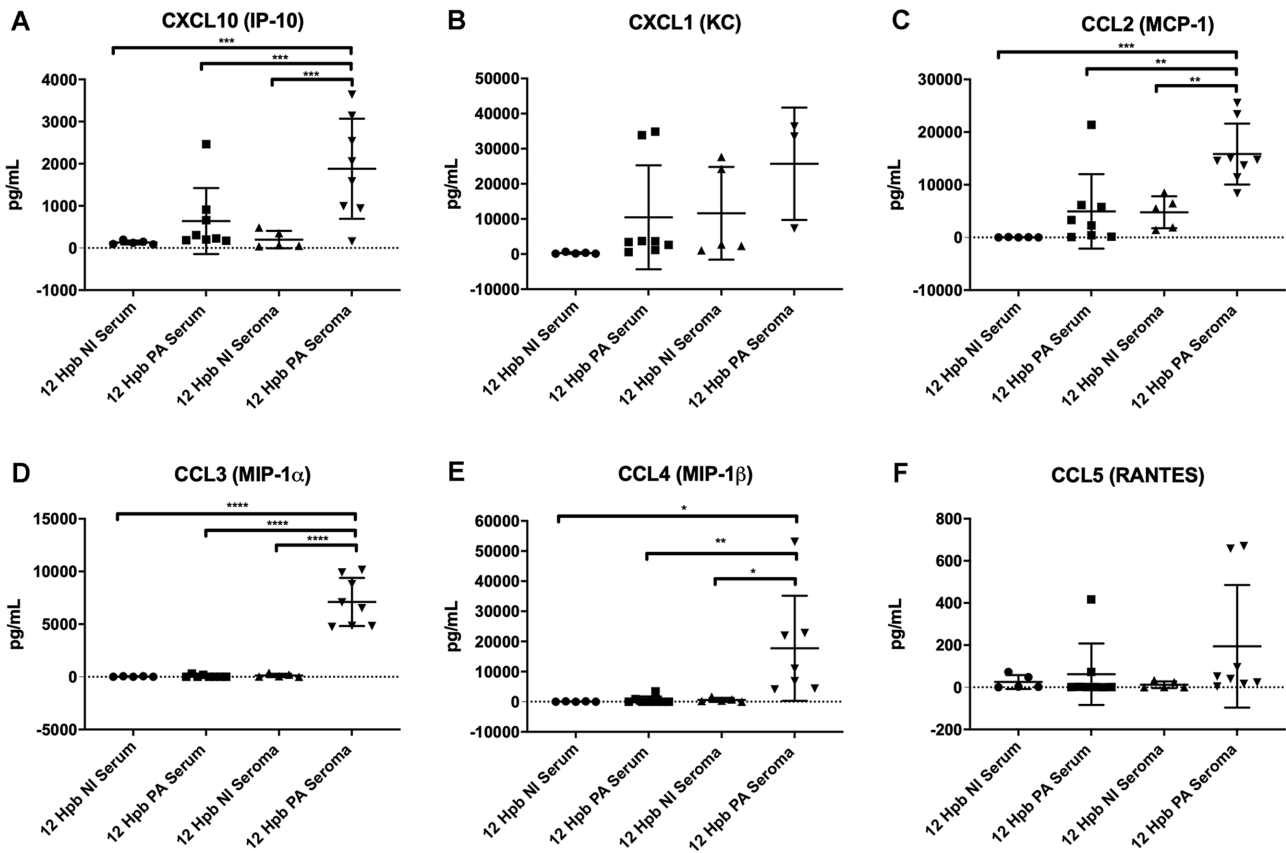 A
CXCL10 (IP-10)
***
***
***
4000
3000
2000
1000
0
-1000
pg/mL
12 Hpb NI Serum
12 Hpb PA Serum
12 Hpb NI Seroma
12 Hpb PA Seroma
B
CXCL1 (KC)
50000
40000
30000
20000
10000
0
-10000
pg/mL
12 Hpb NI Serum
12 Hpb PA Serum
12 Hpb NI Seroma
12 Hpb PA Seroma
C
CCL2 (MCP-1)
***
**
**
30000
20000
10000
0
-10000
pg/mL
12 Hpb NI Serum
12 Hpb PA Serum
12 Hpb NI Seroma
12 Hpb PA Seroma
D
CCL3 (MIP-1α)
****
****
****
15000
10000
5000
0
-5000
pg/mL
12 Hpb NI Serum
12 Hpb PA Serum
12 Hpb NI Seroma
12 Hpb PA Seroma
E
CCL4 (MIP-1β)
*
**
*
60000
50000
40000
30000
20000
10000
0
-10000
pg/mL
12 Hpb NI Serum
12 Hpb PA Serum
12 Hpb NI Seroma
12 Hpb PA Seroma
F
CCL5 (RANTES)
800
600
400
200
0
-200
pg/mL
12 Hpb NI Serum
12 Hpb PA Serum
12 Hpb NI Seroma
12 Hpb PA Seroma